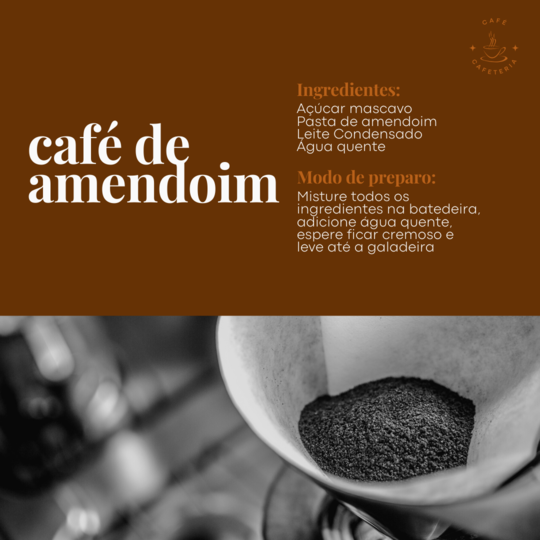 CAFÉ
CAFETERIA
café de
amendoim
Ingredientes:
Açúcar mascavo
Pasta de amendoim
Leite Condensado
Água quente
Modo de preparo:
Misture todos os
ingredientes na batedeira,
adicione água quente,
espere ficar cremoso e
leve até a galadeira